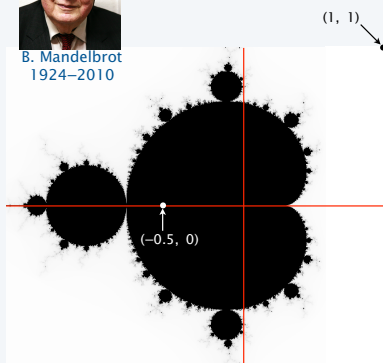 (1, 1)
B. Mandelbrot
1924–2010
(−0.5, 0)